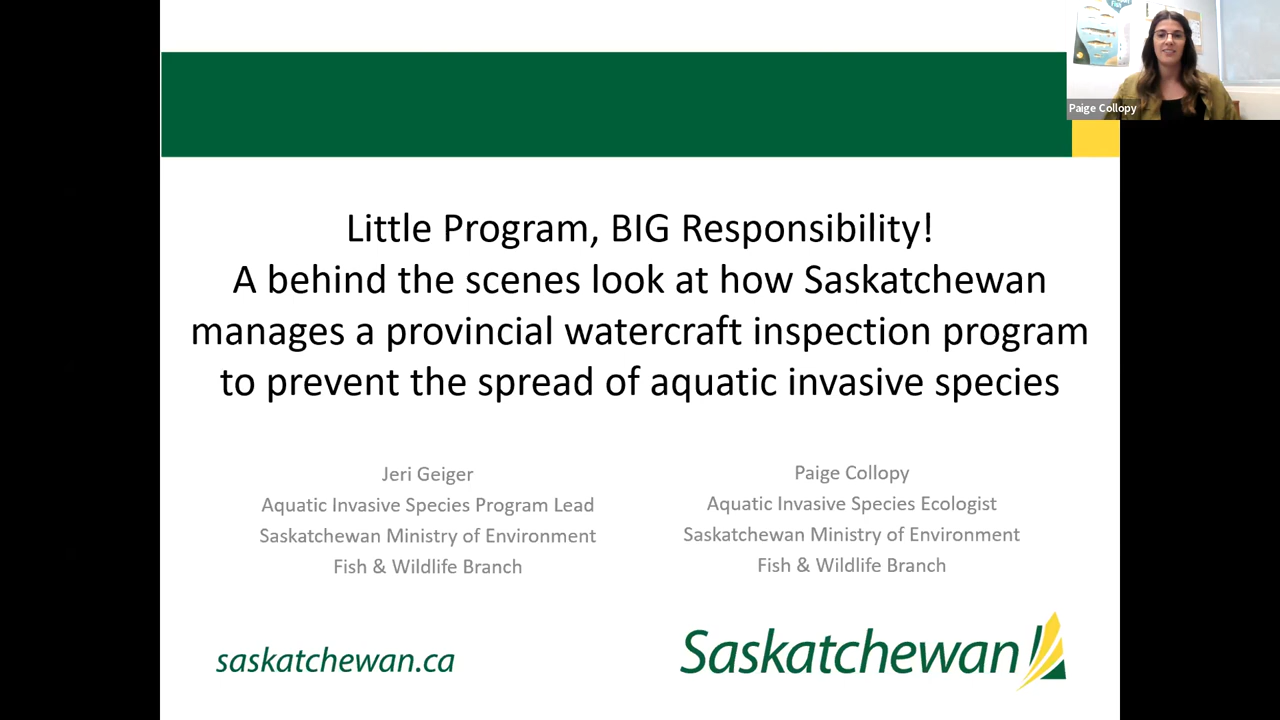 Paige Collopy
Little Program, BIG Responsibility!
A behind the scenes look at how Saskatchewan
manages a provincial watercraft inspection program
to prevent the spread of aquatic invasive species
Jeri Geiger
Aquatic Invasive Species Program Lead
Saskatchewan Ministry of Environment
Fish & Wildlife Branch
Paige Collopy
Aquatic Invasive Species Ecologist
Saskatchewan Ministry of Environment
Fish & Wildlife Branch
saskatchewan.ca
Saskatchewan